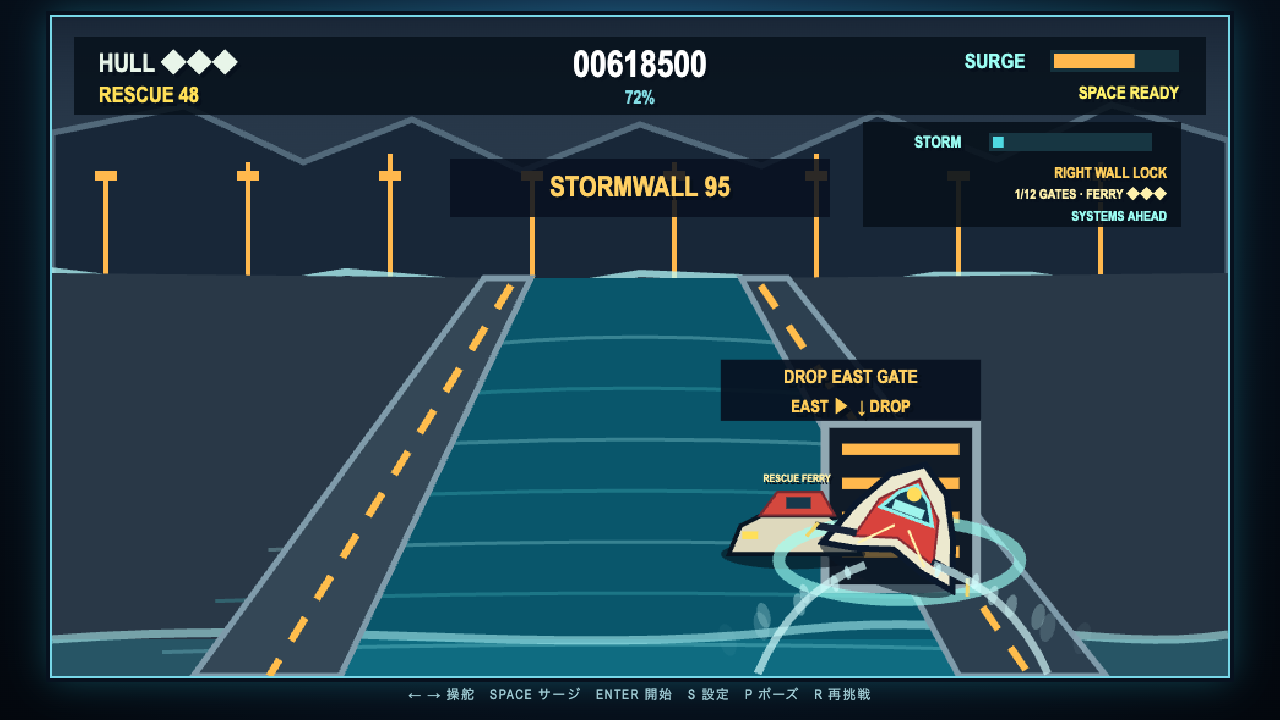 HULL
00618500
SURGE
RESCUE 48
72%
SPACE READY
STORM
RIGHT WALL LOCK
1/12 GATES · FERRY ◆◆◆
SYSTEMS AHEAD
STORMWALL 95
DROP EAST GATE
EAST ▶ ↓DROP
RESCUE FERRY
← → 操舵 SPACE サージ ENTER 開始 S 設定 P ポーズ R 再挑戦